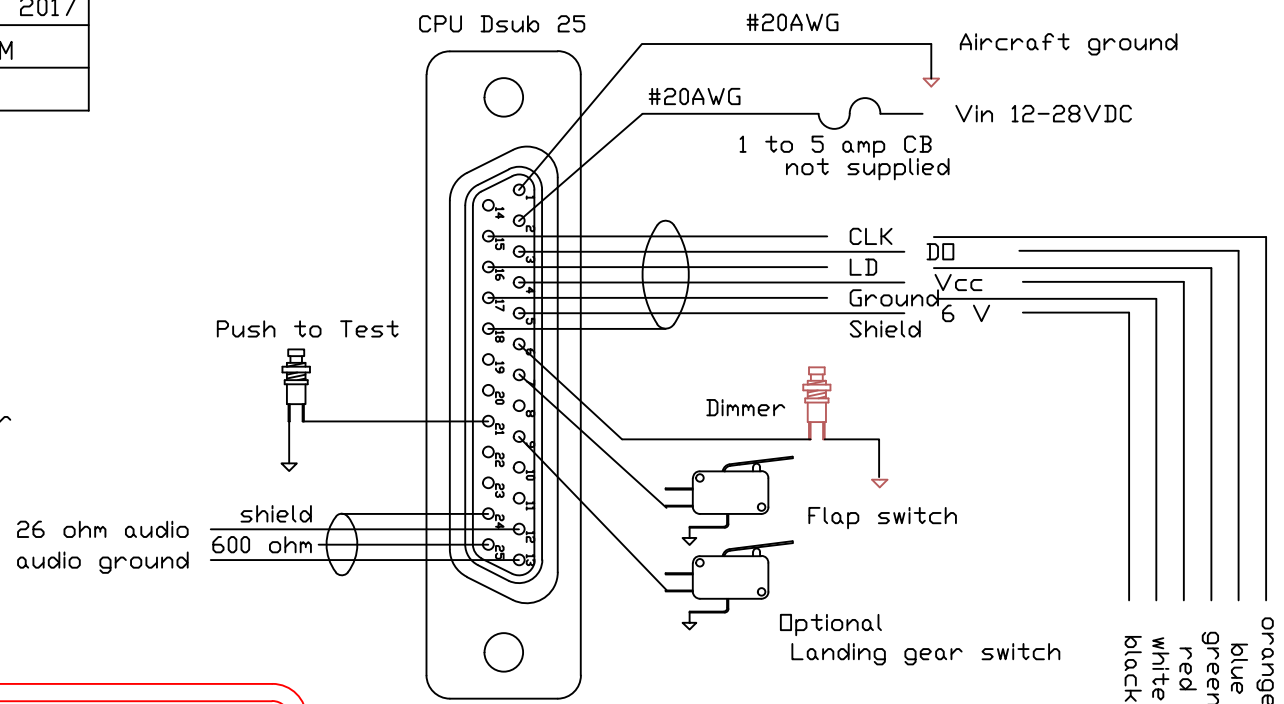 2017
M
CPU Dsub 25
#20AWG
Aircraft ground
#20AWG
Vin 12-28VDC
1 to 5 amp CB
not supplied
1
14
2
15
3
16
4
17
5
18
6
19
20
8
21
9
22
10
23
11
24
12
25
13
CLK
DO
LD
Vcc
Ground
6 V
Shield
Push to Test
Dimmer
Flap switch
shield
26 ohm audio
600 ohm
audio ground
Optional
Landing gear switch
black
white
red
green
blue
orange